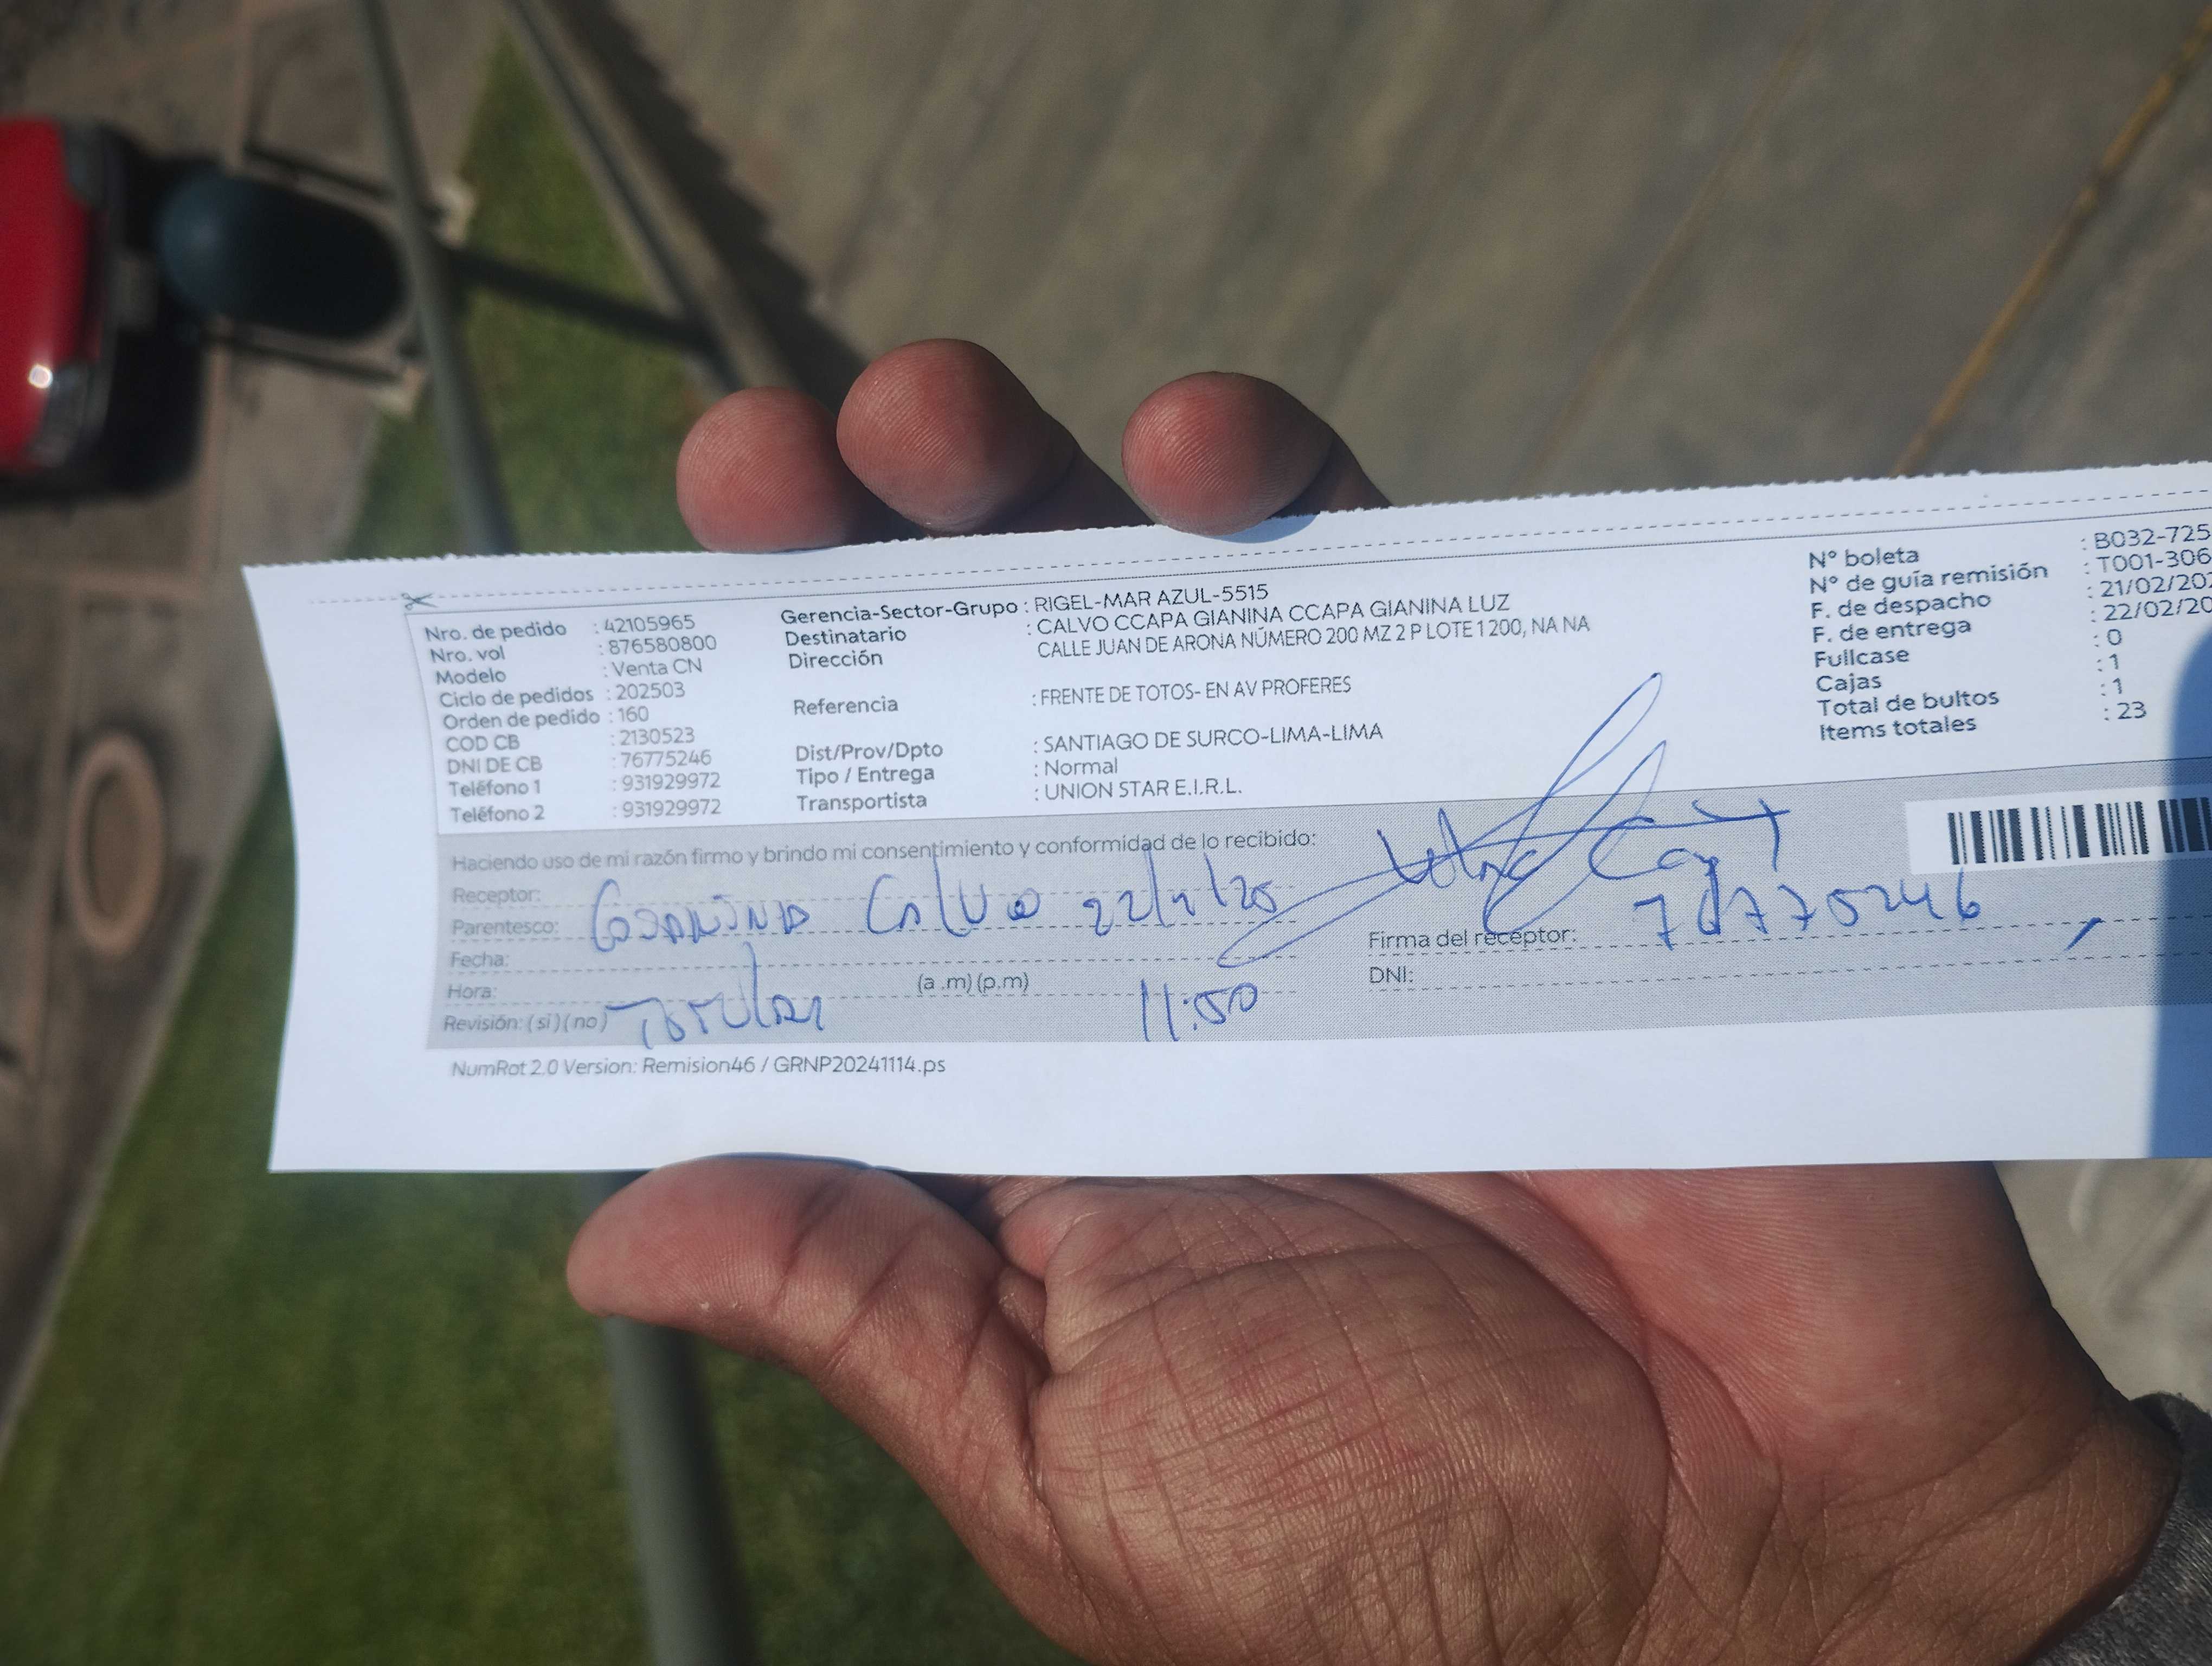 Nro. de pedido : 42105965
Nro. vol : 876580800
Modelo : Venta CN
Ciclo de pedidos : 202503
Orden de pedido : 160
COD CB : 2130523
DNI DE CB : 76775246
Teléfono 1 : 931929972
Teléfono 2 : 931929972
Gerencia-Sector-Grupo : RIGEL-MAR AZUL-5515
Destinatario : CALVO CCAPA GIANINA CCAPA GIANINA LUZ
Dirección CALLE JUAN DE ARONA NÚMERO 200 MZ 2 P LOTE 1 200, NA NA
Referencia : FRENTE DE TOTOS- EN AV PROFERES
Dist/Prov/Dpto : SANTIAGO DE SURCO-LIMA-LIMA
Tipo / Entrega : Normal
Transportista : UNION STAR E.I.R.L.
N° boleta : B032-725
N° de guía remisión : T001-306
F. de despacho : 21/02/202
F. de entrega : 22/02/20
Fullcase : 0
Cajas : 1
Total de bultos : 1
Items totales : 23
Haciendo uso de mi razón firmo y brindo mi consentimiento y conformidad de lo recibido:
Receptor:
Parentesco: Gianina Calvo 22/2/25
Fecha:
Hora: (a .m) (p.m)
Revisión: ( si ) ( no ) Titular 11:50
Firma del receptor: 76775246
DNI:
NumRot 2.0 Version: Remision46 / GRNP20241114.ps